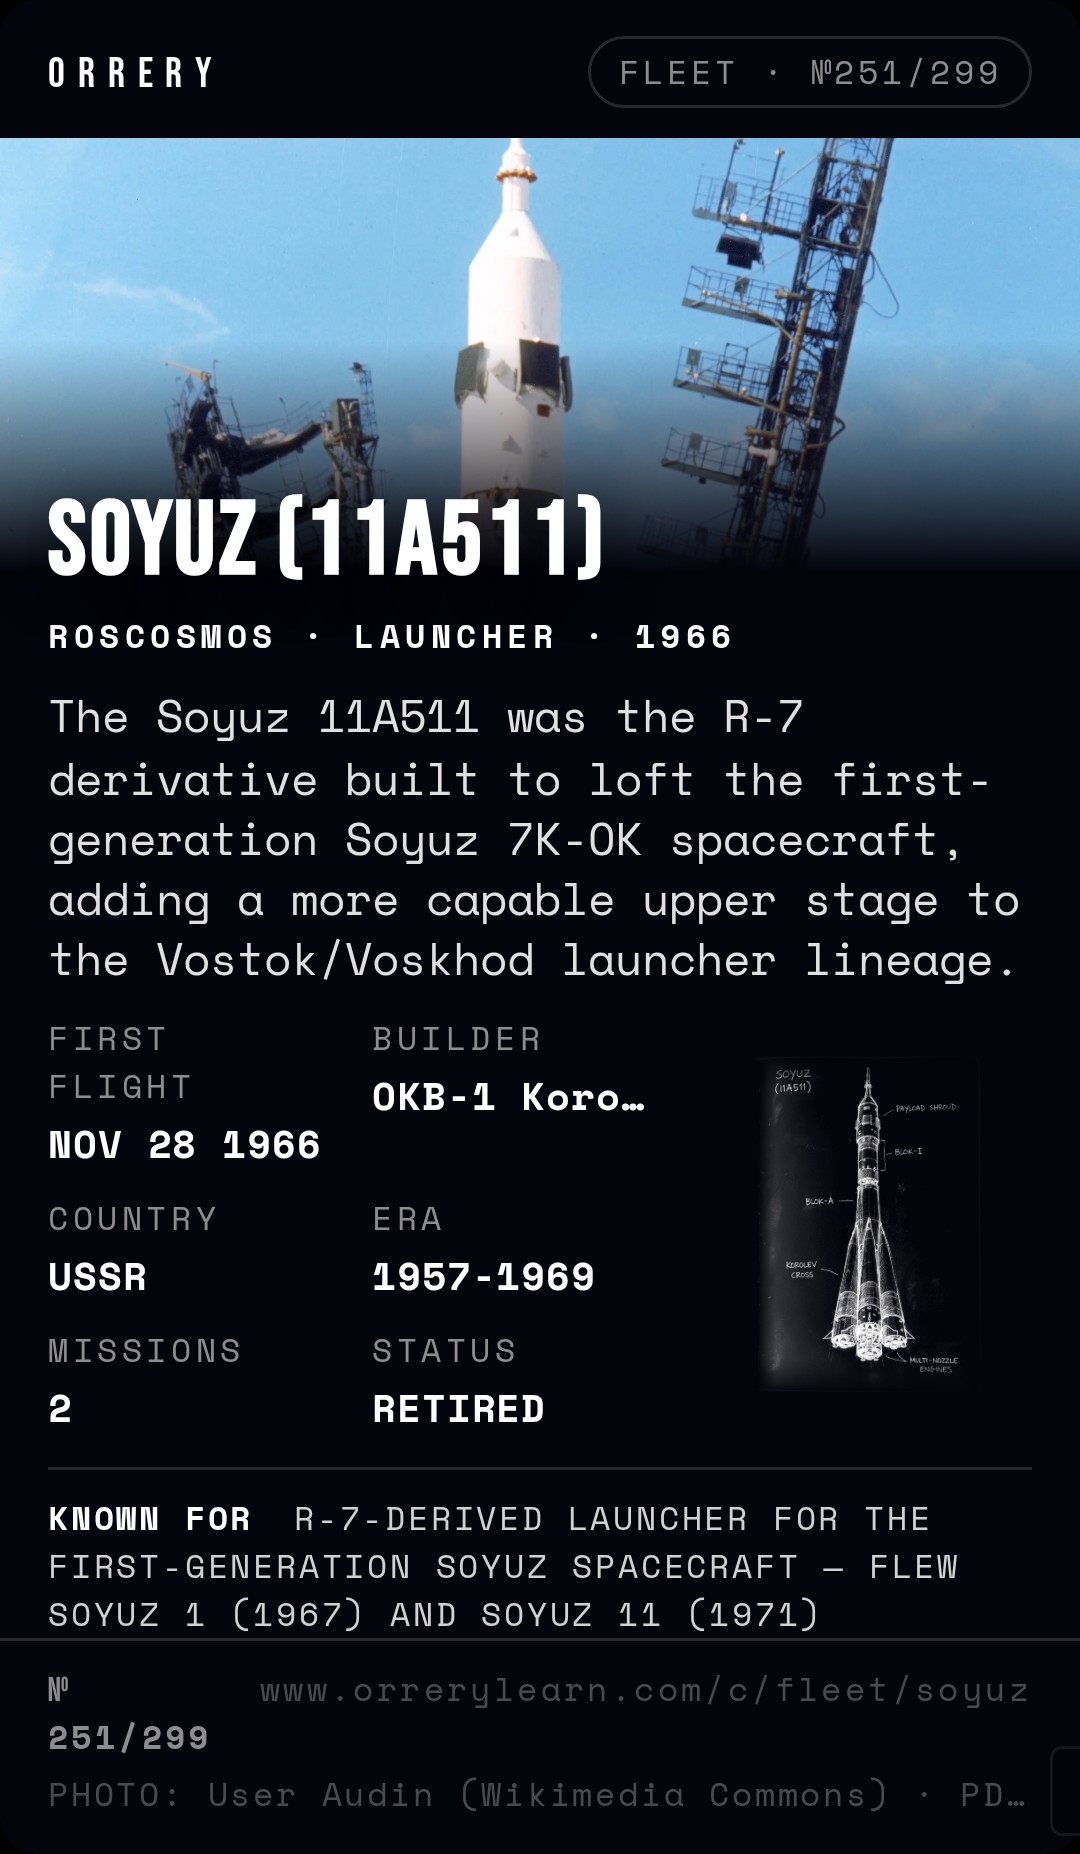 ORRERY
FLEET · №251/299
SOYUZ (11A511)
ROSCOSMOS · LAUNCHER · 1966
The Soyuz 11A511 was the R-7
derivative built to loft the first-
generation Soyuz 7K-OK spacecraft,
adding a more capable upper stage to
the Vostok/Voskhod launcher lineage.
FIRST
FLIGHT
NOV 28 1966
BUILDER
OKB-1 Koro…
COUNTRY
USSR
ERA
1957-1969
MISSIONS
2
STATUS
RETIRED
SOYUZ
(11A511)
PAYLOAD SHROUD
BLOK-I
BLOK-A
KOROLEV
CROSS
MULTI-NOZZLE
ENGINES
KNOWN FOR R-7-DERIVED LAUNCHER FOR THE
FIRST-GENERATION SOYUZ SPACECRAFT — FLEW
SOYUZ 1 (1967) AND SOYUZ 11 (1971)
№
251/299
www.orrerylearn.com/c/fleet/soyuz
PHOTO: User Audin (Wikimedia Commons) · PD…